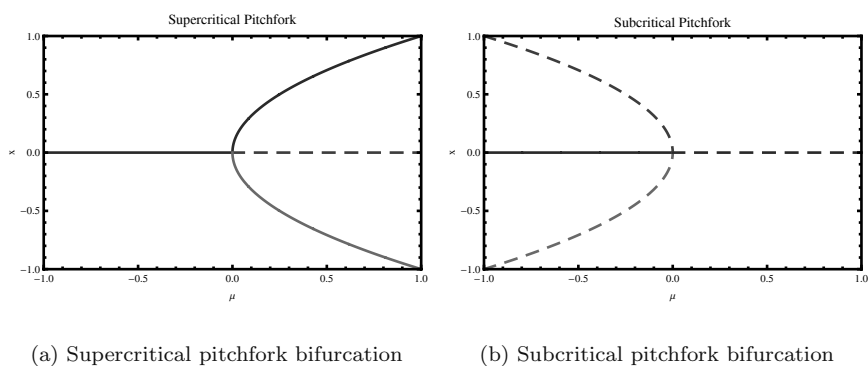 Supercritical Pitchfork
1.0
0.5
0.0
−0.5
−1.0
x
−1.0 −0.5 0.0 0.5 1.0
μ
(a) Supercritical pitchfork bifurcation
Subcritical Pitchfork
1.0
0.5
0.0
−0.5
−1.0
x
−1.0 −0.5 0.0 0.5 1.0
μ
(b) Subcritical pitchfork bifurcation